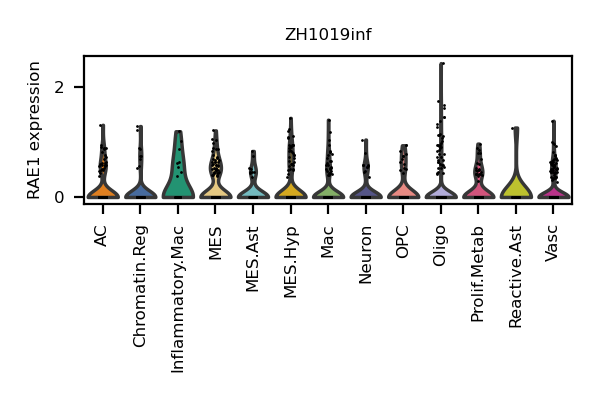 ZH1019inf
RAE1 expression
2
0
AC
Chromatin.Reg
Inflammatory.Mac
MES
MES.Ast
MES.Hyp
Mac
Neuron
OPC
Oligo
Prolif.Metab
Reactive.Ast
Vasc